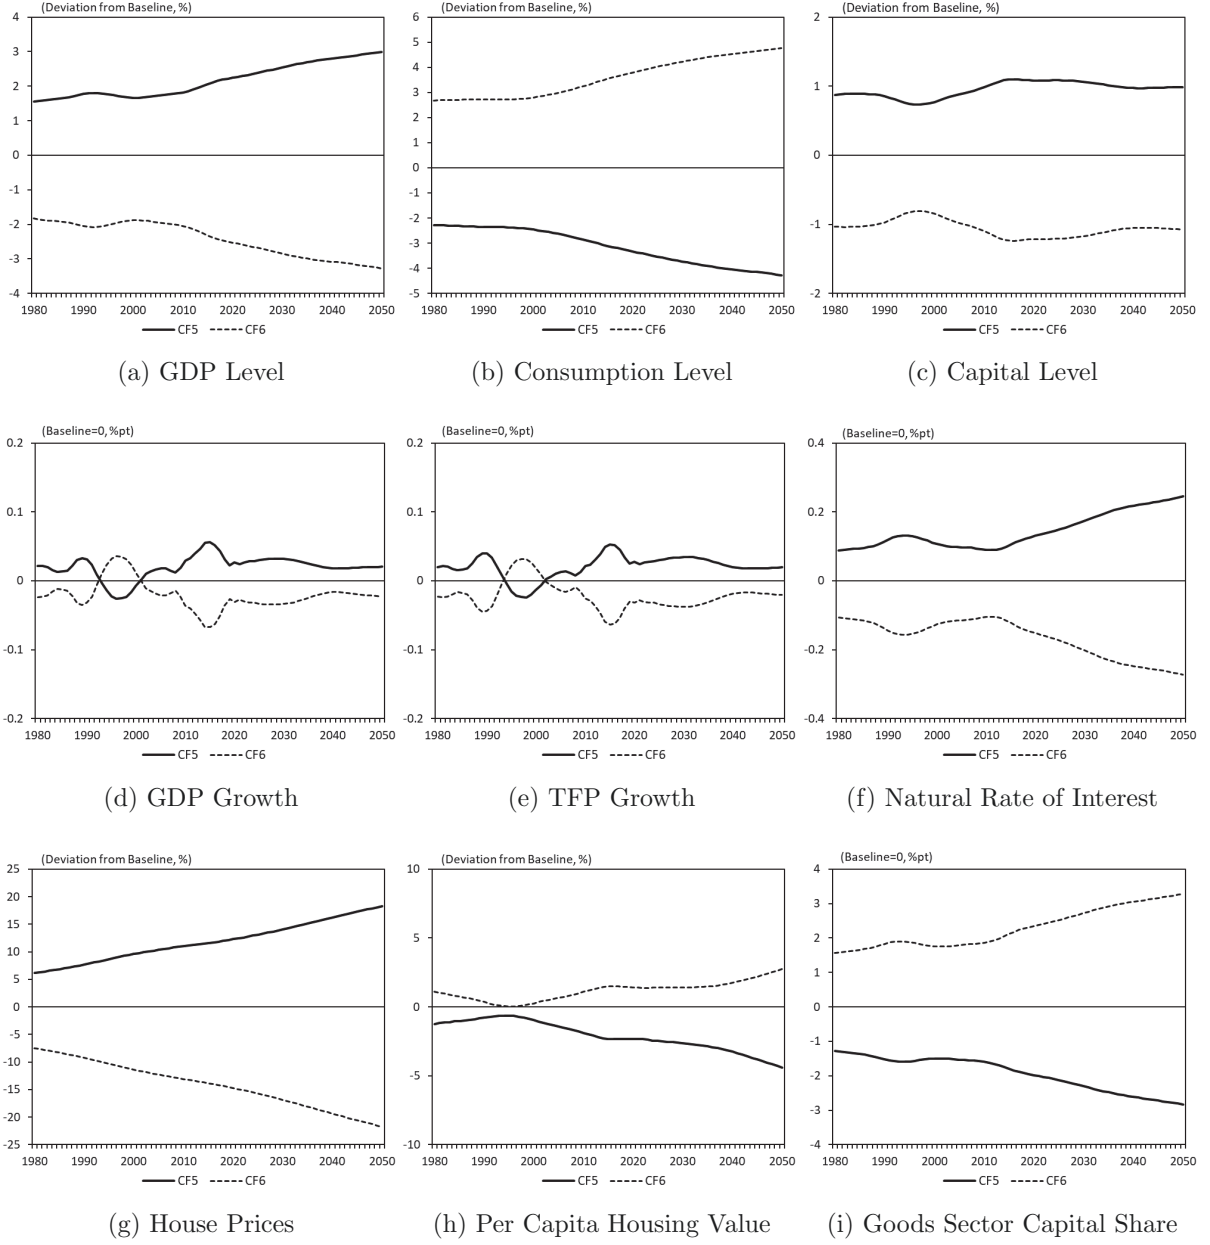 (Deviation from Baseline, %) (Deviation from Baseline, %) (Deviation from Baseline, %)
4 6 2
3 5
2 4 1
1 3
0 2 0
-1 1
-2 0 -1
-3 -1
-4 -2 -2
-3
-4
-5
1980 1990 2000 2010 2020 2030 2040 2050 1980 1990 2000 2010 2020 2030 2040 2050 1980 1990 2000 2010 2020 2030 2040 2050
CF5 CF6 CF5 CF6 CF5 CF6
(a) GDP Level (b) Consumption Level (c) Capital Level
(Baseline=0, %pt) (Baseline=0, %pt) (Baseline=0, %pt)
0.2 0.2 0.4
0.1 0.1 0.2
0 0 0
-0.1 -0.1 -0.2
-0.2 -0.2 -0.4
1980 1990 2000 2010 2020 2030 2040 2050 1980 1990 2000 2010 2020 2030 2040 2050 1980 1990 2000 2010 2020 2030 2040 2050
CF5 CF6 CF5 CF6 CF5 CF6
(d) GDP Growth (e) TFP Growth (f) Natural Rate of Interest
(Deviation from Baseline, %) (Deviation from Baseline, %) (Baseline=0, %pt)
25 10 4
20 3
15 5 2
10 1
5 0
0 0 -1
-5 -2
-10 -5 -3
-15 -4
-20
-25 -10
1980 1990 2000 2010 2020 2030 2040 2050 1980 1990 2000 2010 2020 2030 2040 2050 1980 1990 2000 2010 2020 2030 2040 2050
CF5 CF6 CF5 CF6 CF5 CF6
(g) House Prices (h) Per Capita Housing Value (i) Goods Sector Capital Share